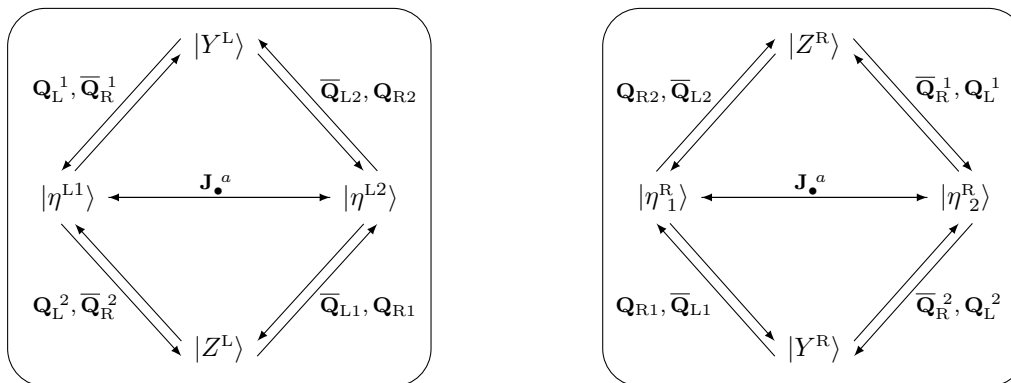 |Y^L⟩ |Z^R⟩
Q_L^1, Q̅_R^1 Q̅_L2, Q_R2 Q_R2, Q̅_L2 Q̅_R^1, Q_L^1
|η^L1⟩ J_•^a |η^L2⟩ |η^R_1⟩ J_•^a |η^R_2⟩
Q_L^2, Q̅_R^2 Q̅_L1, Q_R1 Q_R1, Q̅_L1 Q̅_R^2, Q_L^2
|Z^L⟩ |Y^R⟩